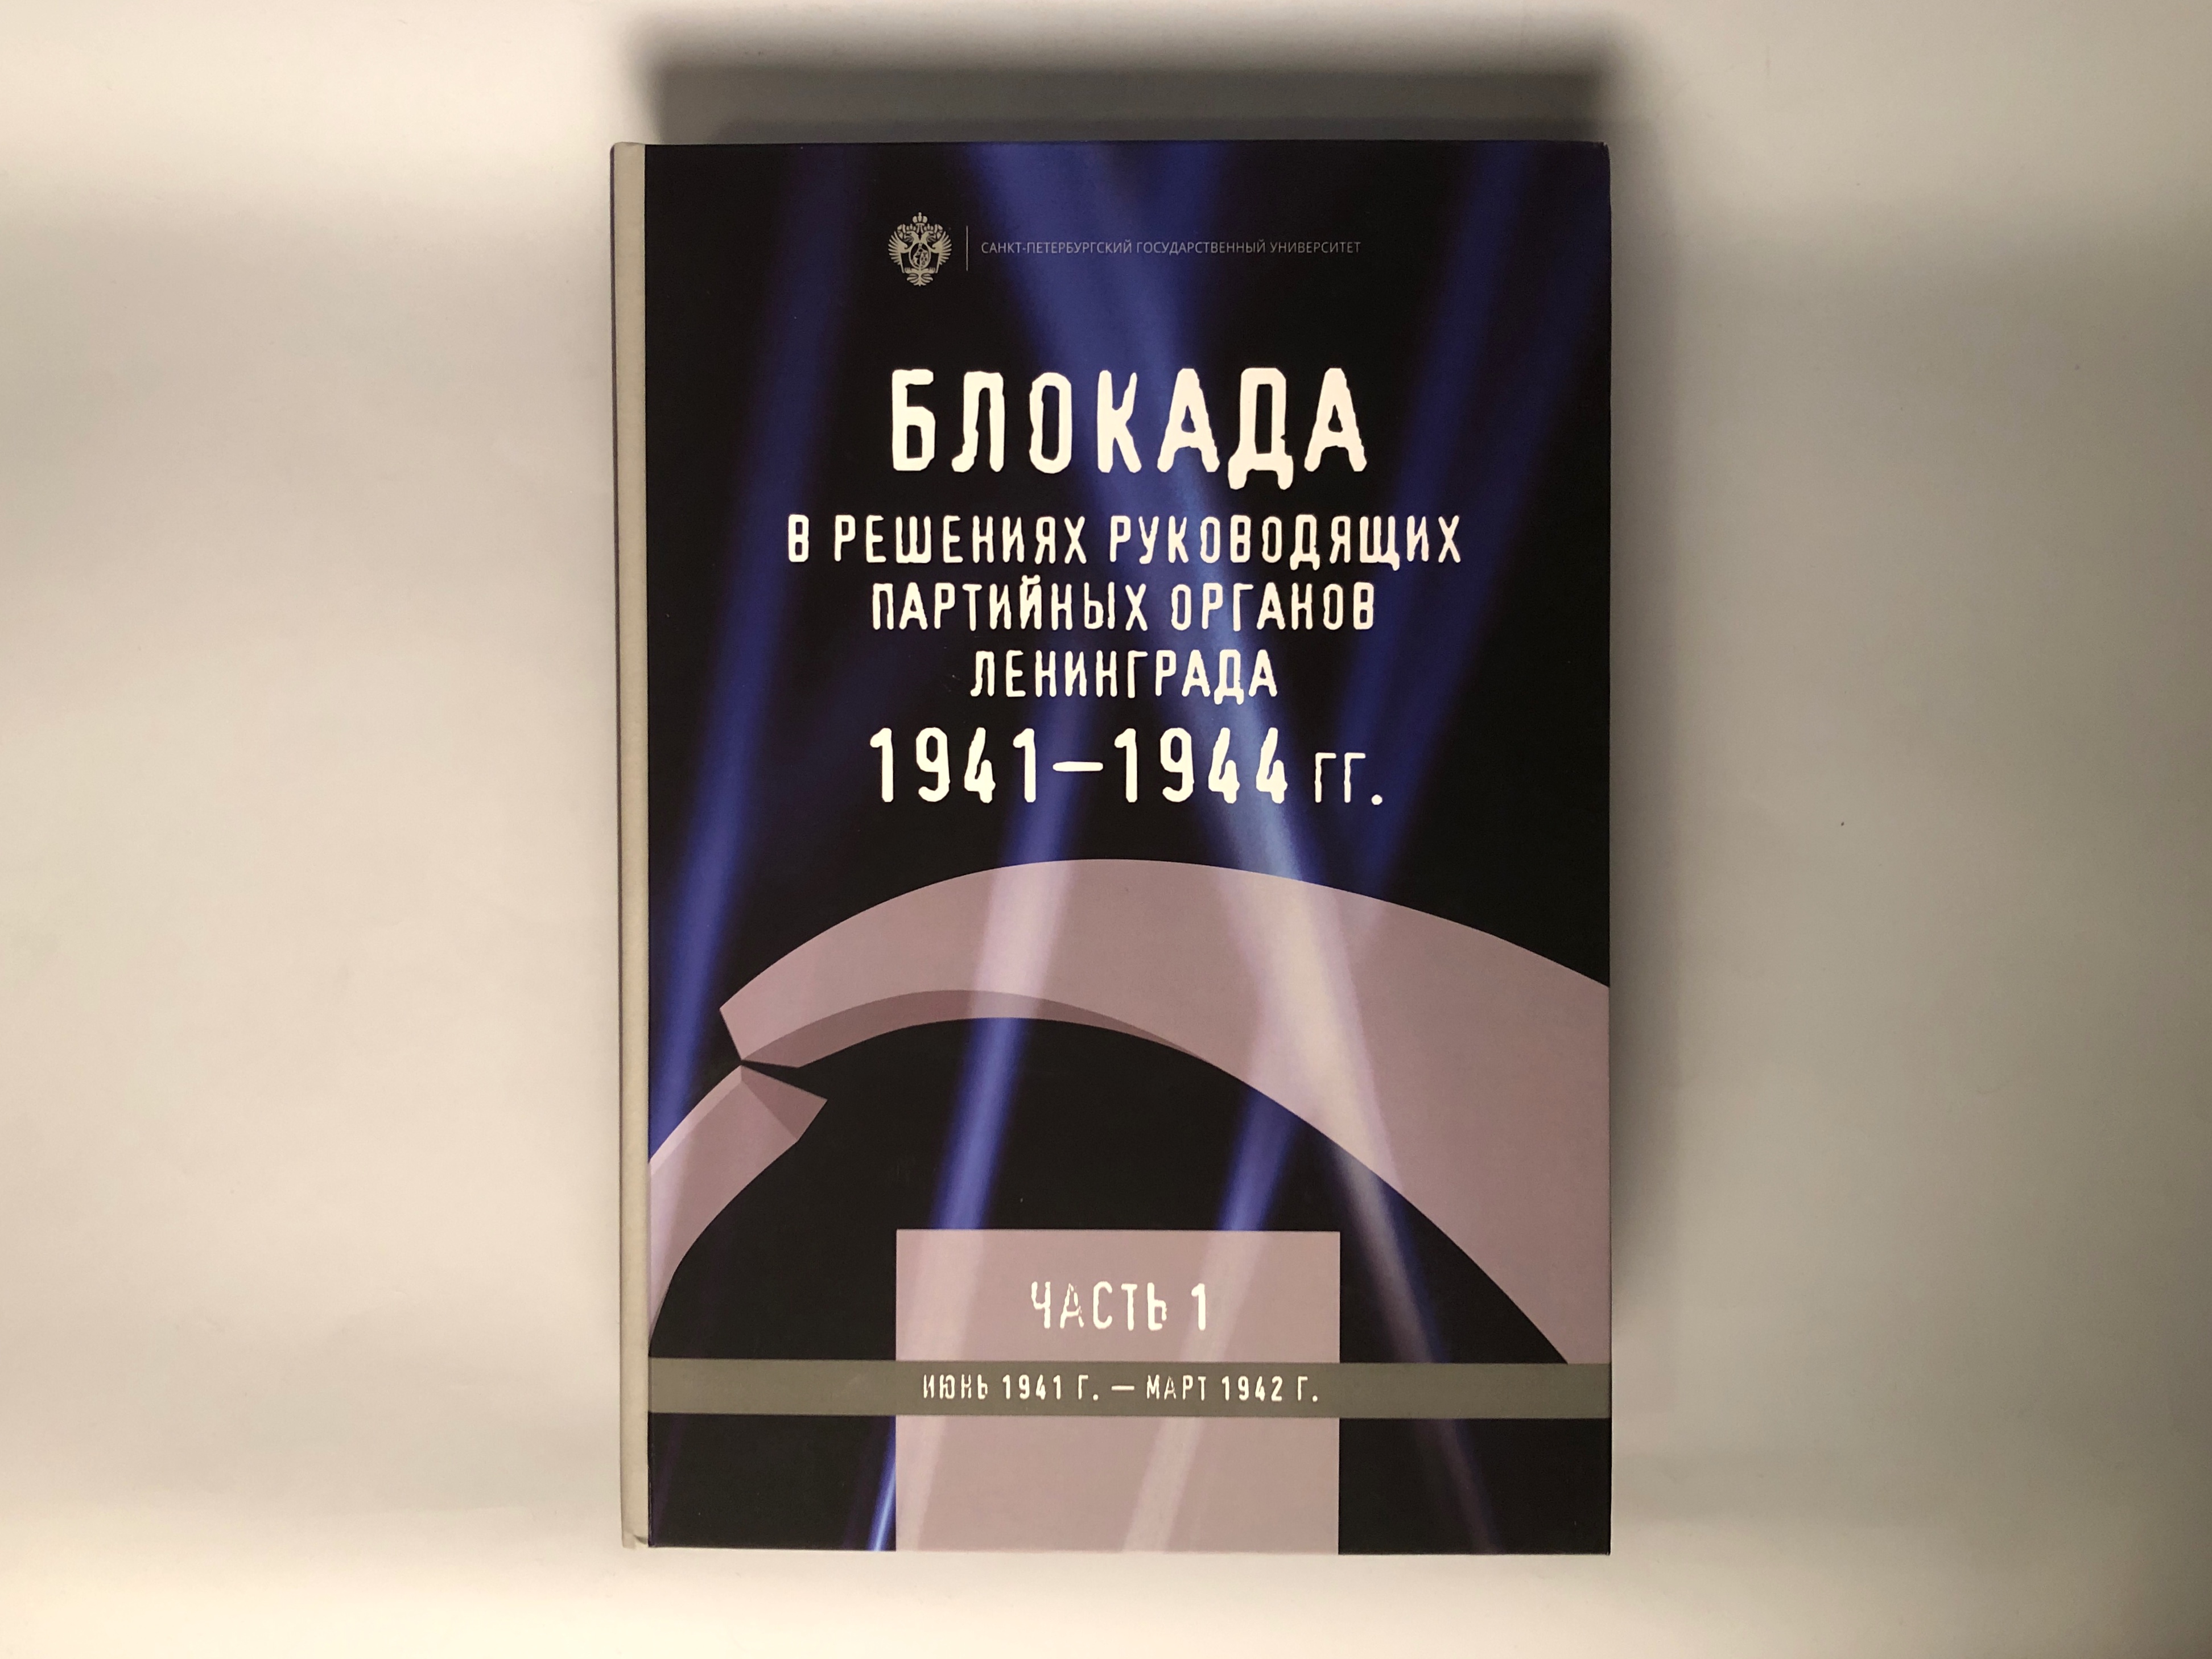 САНКТ-ПЕТЕРБУРГСКИЙ ГОСУДАРСТВЕННЫЙ УНИВЕРСИТЕТ
БЛОКАДА
В РЕШЕНИЯХ РУКОВОДЯЩИХ
ПАРТИЙНЫХ ОРГАНОВ
ЛЕНИНГРАДА
1941–1944 ГГ.
ЧАСТЬ 1
ИЮНЬ 1941 Г. — МАРТ 1942 Г.